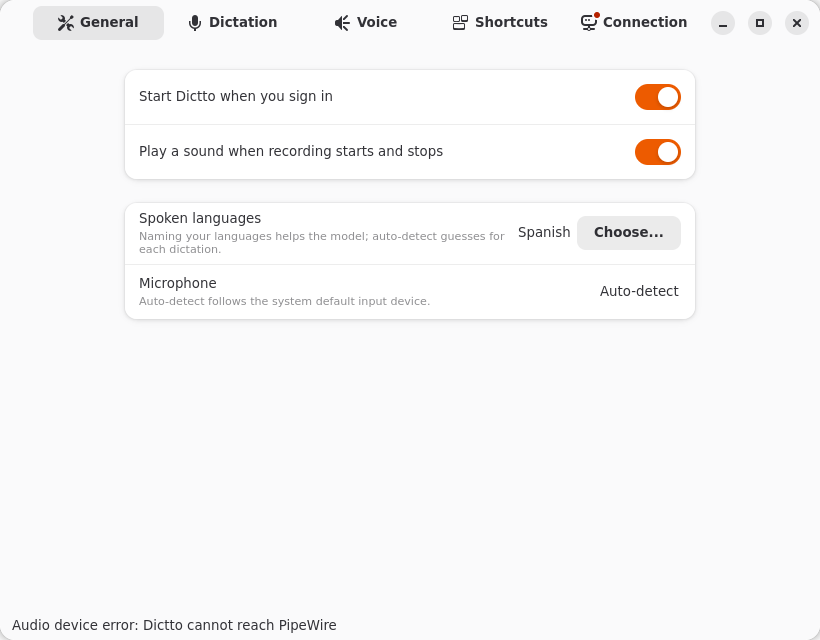 General
Dictation
Voice
Shortcuts
Connection
Start Dictto when you sign in
Play a sound when recording starts and stops
Spoken languages
Naming your languages helps the model; auto-detect guesses for
each dictation.
Spanish
Choose...
Microphone
Auto-detect follows the system default input device.
Auto-detect
Audio device error: Dictto cannot reach PipeWire